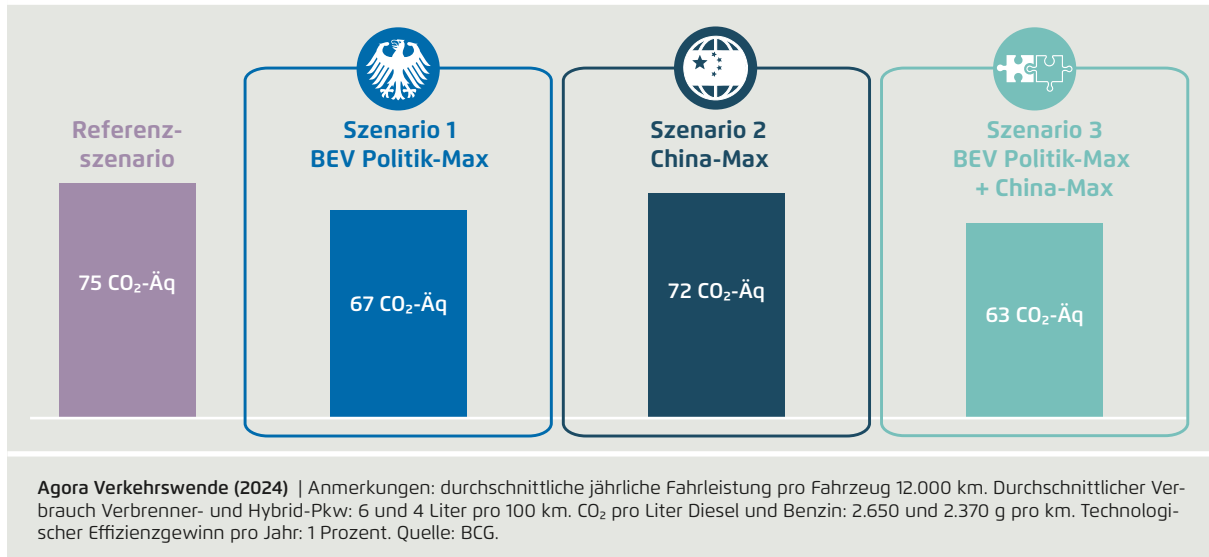 Referenz-
szenario
75 CO₂-Äq
Szenario 1
BEV Politik-Max
67 CO₂-Äq
Szenario 2
China-Max
72 CO₂-Äq
Szenario 3
BEV Politik-Max
+ China-Max
63 CO₂-Äq
Agora Verkehrswende (2024) | Anmerkungen: durchschnittliche jährliche Fahrleistung pro Fahrzeug 12.000 km. Durchschnittlicher Ver-
brauch Verbrenner- und Hybrid-Pkw: 6 und 4 Liter pro 100 km. CO₂ pro Liter Diesel und Benzin: 2.650 und 2.370 g pro km. Technologi-
scher Effizienzgewinn pro Jahr: 1 Prozent. Quelle: BCG.